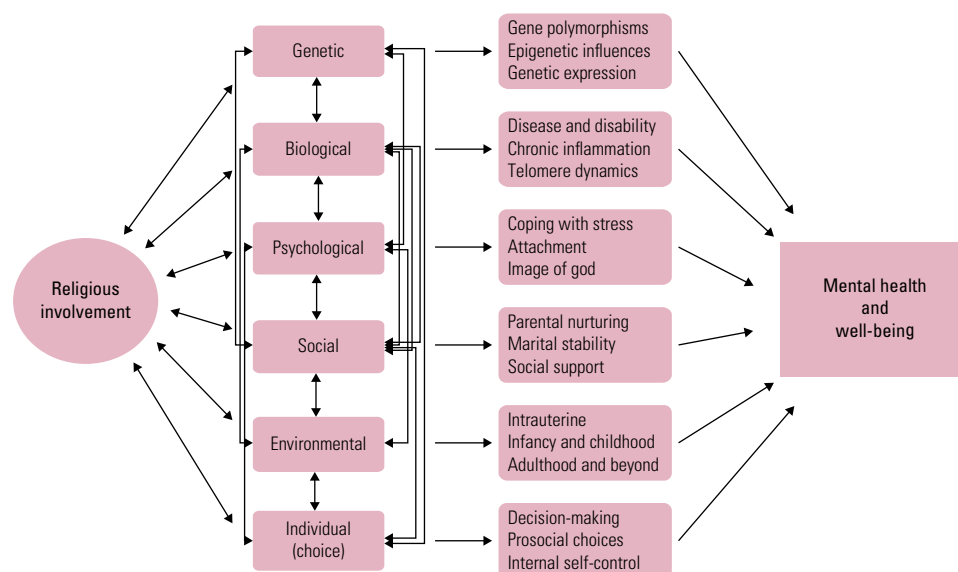 Religious
involvement
Genetic
Biological
Psychological
Social
Environmental
Individual
(choice)
Gene polymorphisms
Epigenetic influences
Genetic expression
Disease and disability
Chronic inflammation
Telomere dynamics
Coping with stress
Attachment
Image of god
Parental nurturing
Marital stability
Social support
Intrauterine
Infancy and childhood
Adulthood and beyond
Decision-making
Prosocial choices
Internal self-control
Mental health
and
well-being